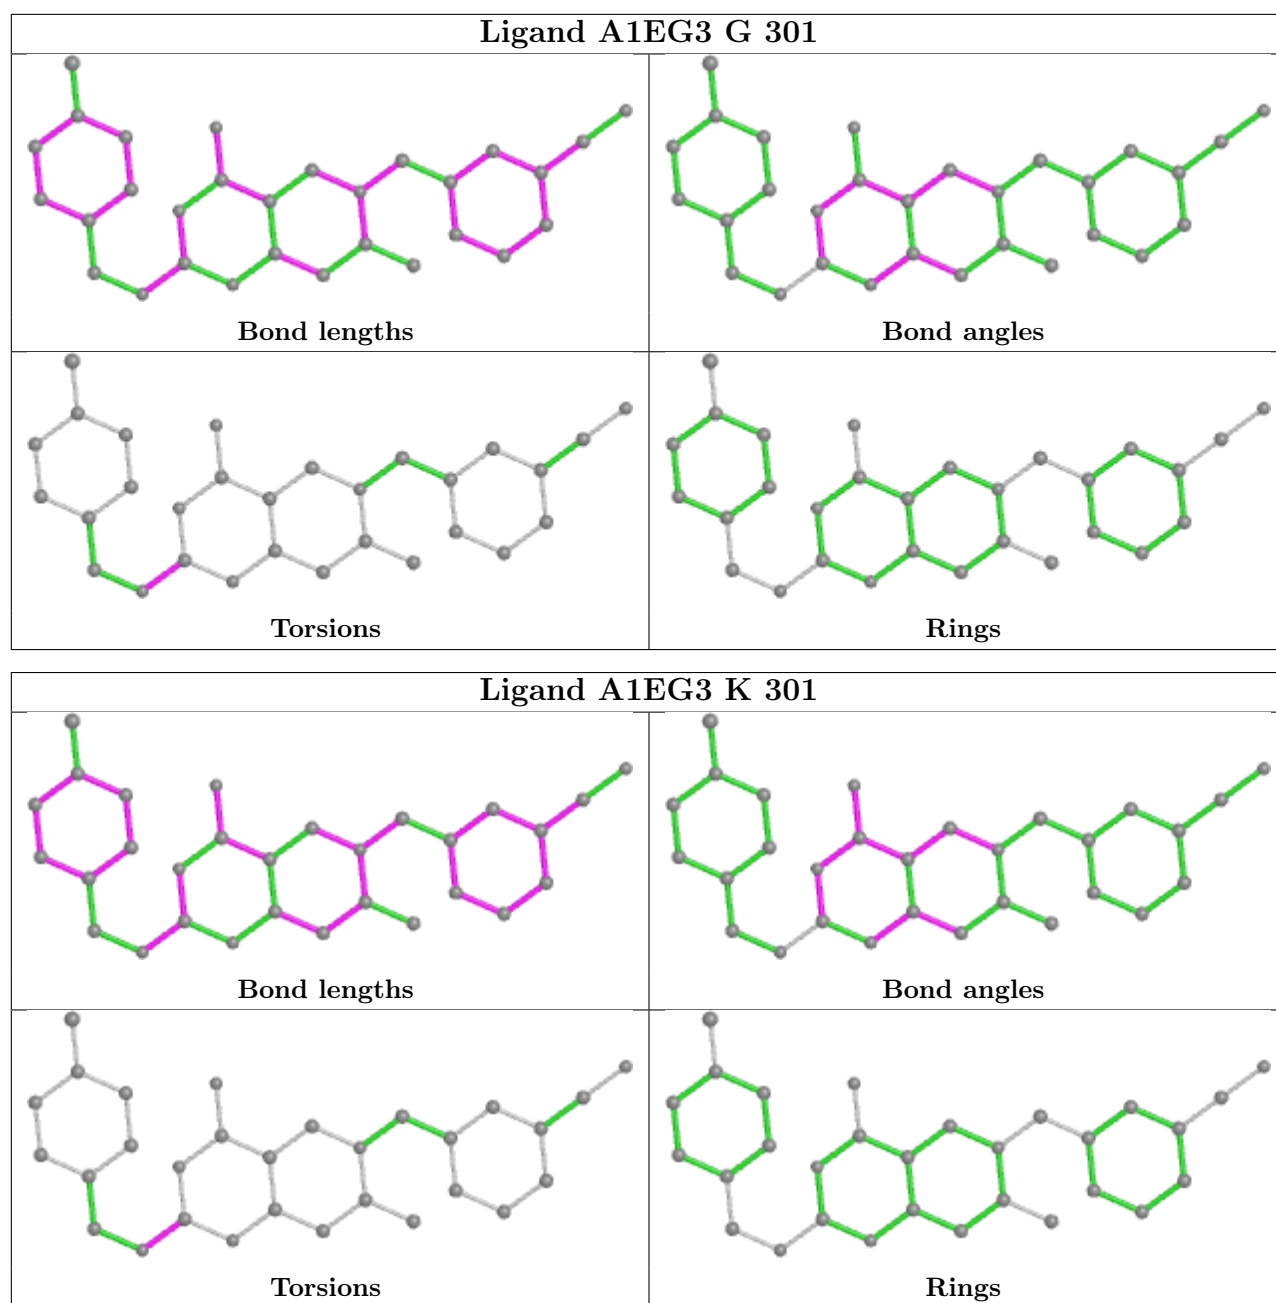 Ligand A1EG3 G 301
Bond lengths
Bond angles
Torsions
Rings
Ligand A1EG3 K 301
Bond lengths
Bond angles
Torsions
Rings